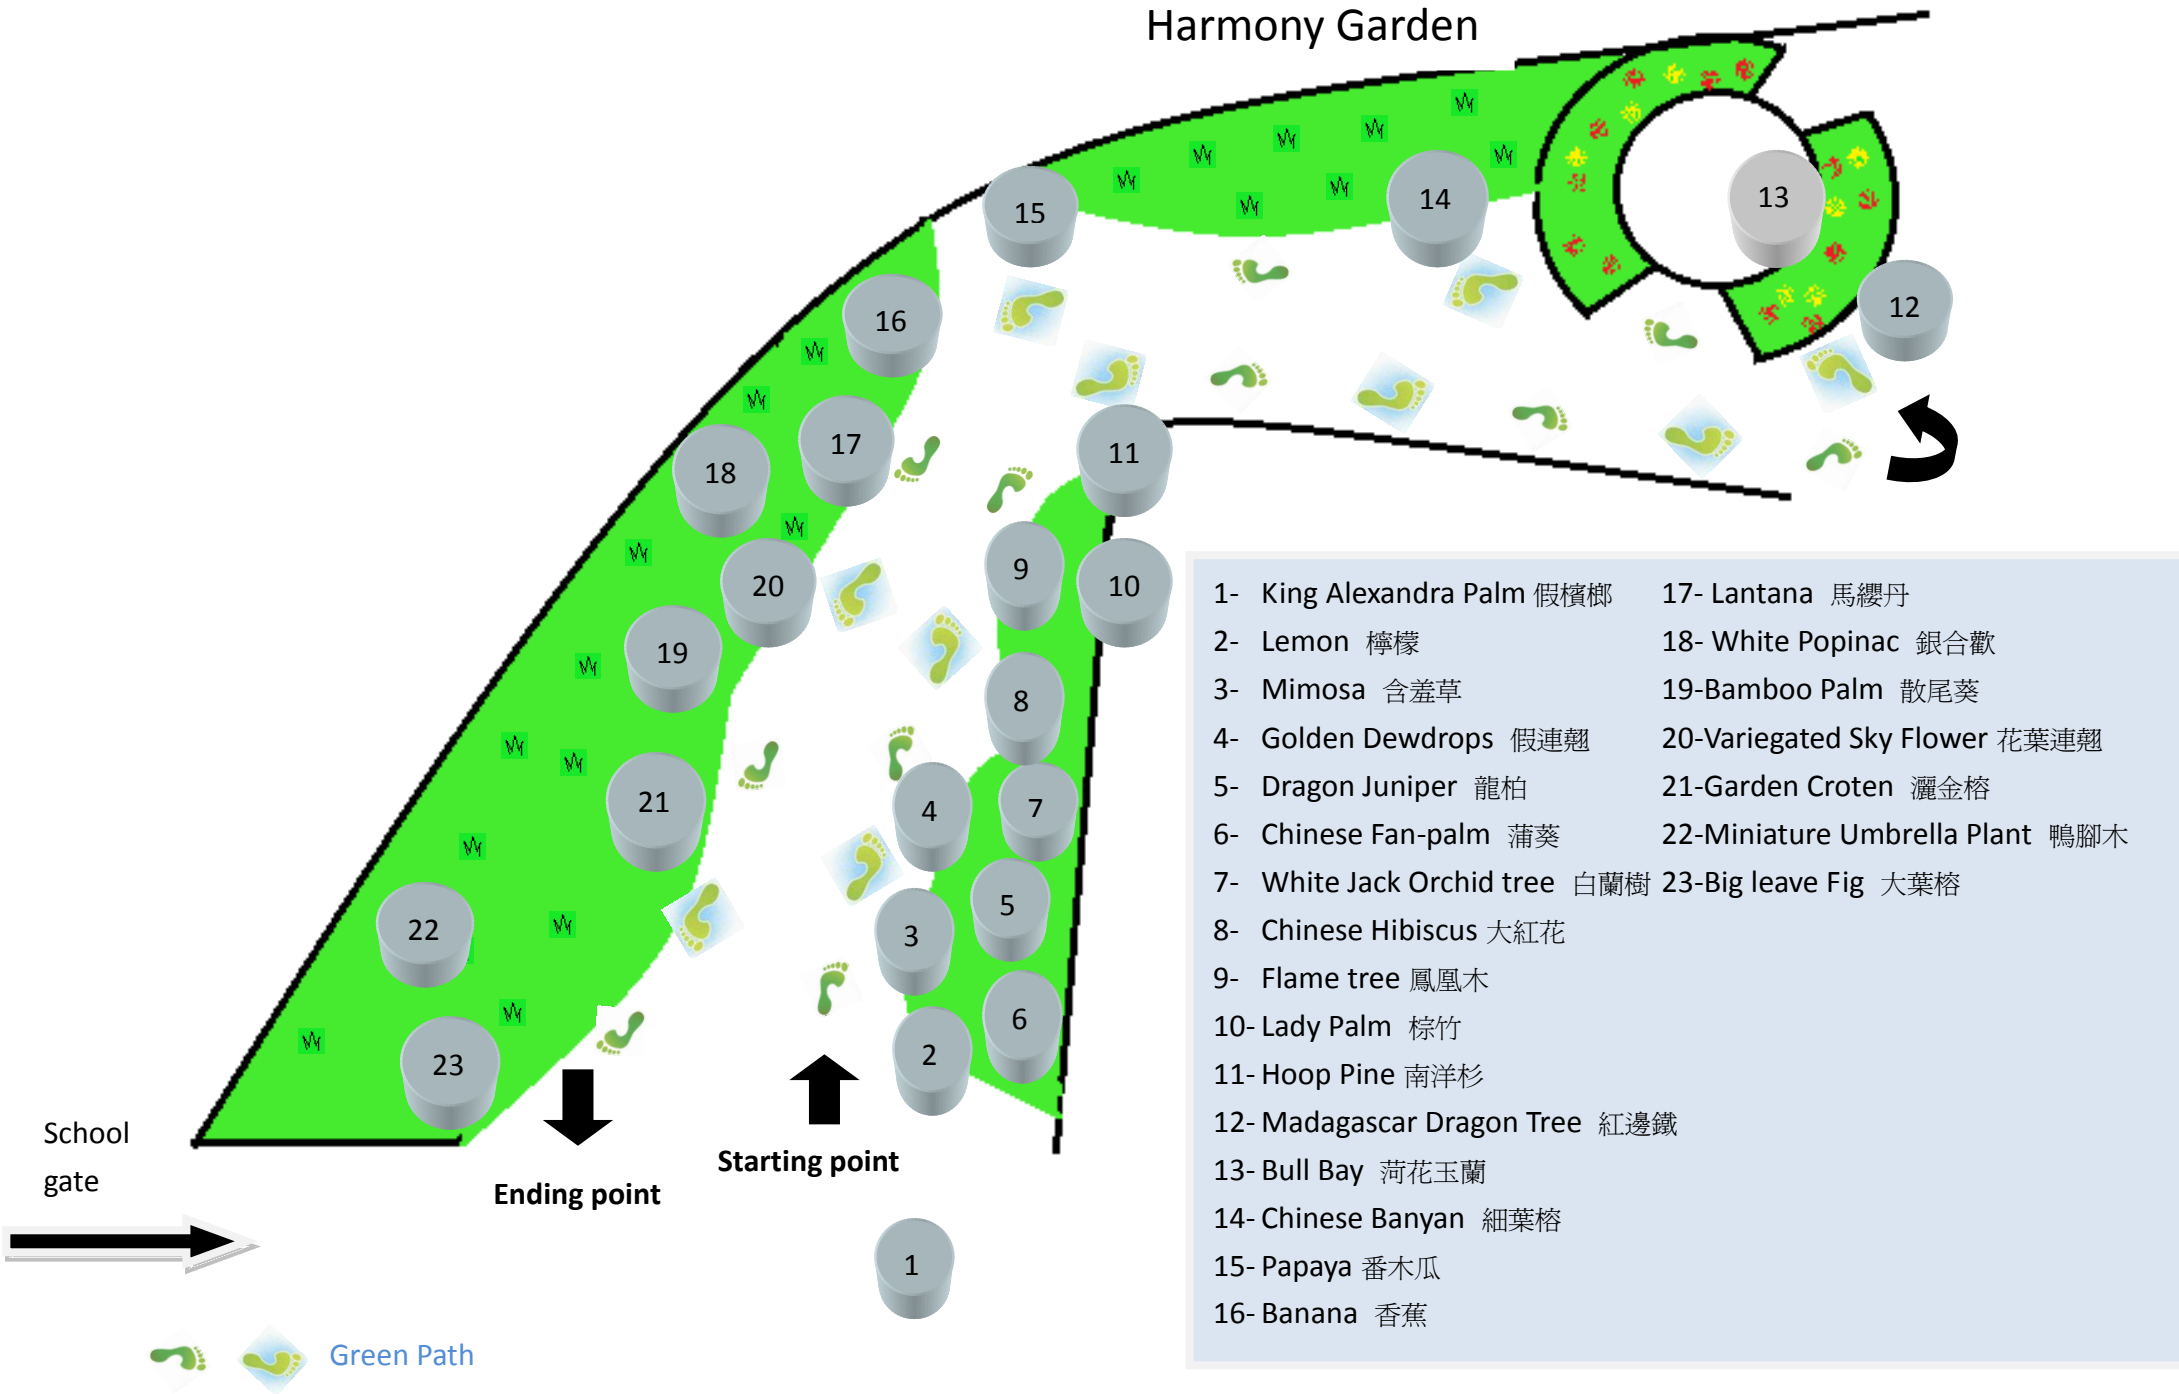 Harmony Garden
15
14
13
16
12
17
11
18
9
10
20
19
8
21
4
7
5
22
3
6
23
2
School
gate
Starting point
Ending point
1
Green Path
1- King Alexandra Palm 假檳榔 17- Lantana 馬纓丹
2- Lemon 檸檬 18- White Popinac 銀合歡
3- Mimosa 含羞草 19-Bamboo Palm 散尾葵
4- Golden Dewdrops 假連翹 20-Variegated Sky Flower 花葉連翹
5- Dragon Juniper 龍柏 21-Garden Croten 灑金榕
6- Chinese Fan-palm 蒲葵 22-Miniature Umbrella Plant 鴨腳木
7- White Jack Orchid tree 白蘭樹 23-Big leave Fig 大葉榕
8- Chinese Hibiscus 大紅花
9- Flame tree 鳳凰木
10- Lady Palm 棕竹
11- Hoop Pine 南洋杉
12- Madagascar Dragon Tree 紅邊鐵
13- Bull Bay 菏花玉蘭
14- Chinese Banyan 細葉榕
15- Papaya 番木瓜
16- Banana 香蕉